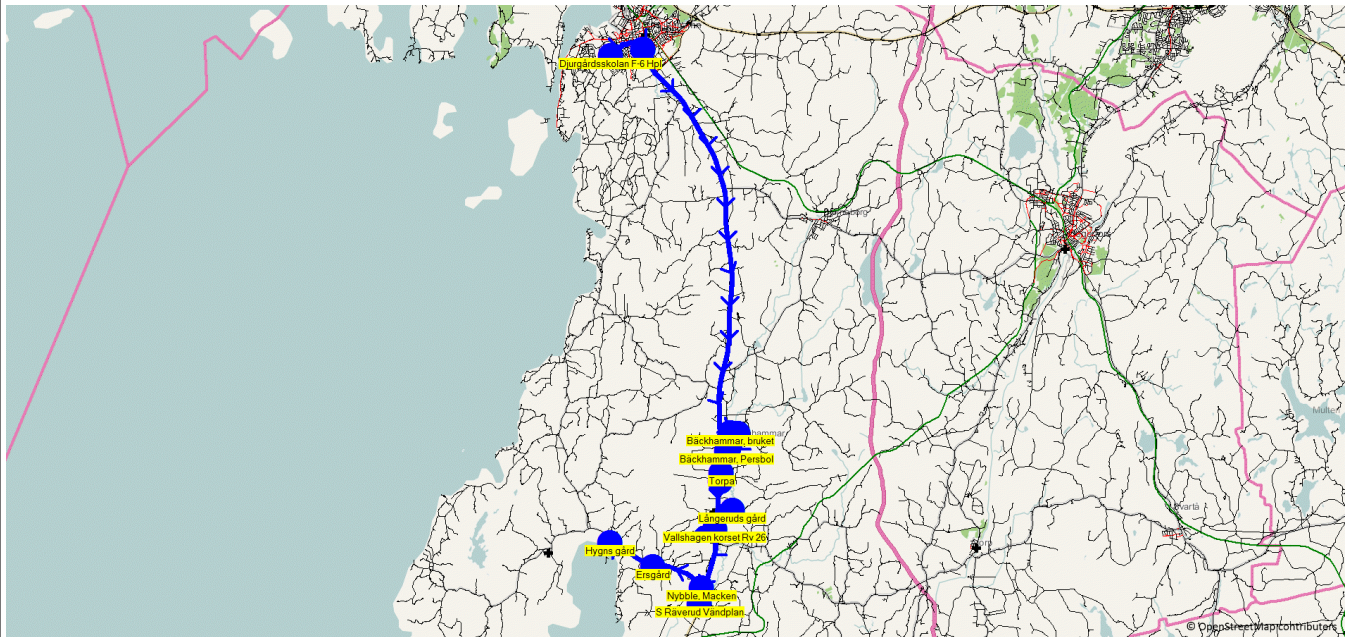 Djurgårdsskolan F-6 Hpl
Bäckhammar, bruket
Bäckhammar, Persbol
Torpa
Långeruds gård
Vallshagen korset Rv 26
Hygns gård
Ersgård
Nybble, Macken
S Räverud Vändplan
© OpenStreetMap contributors